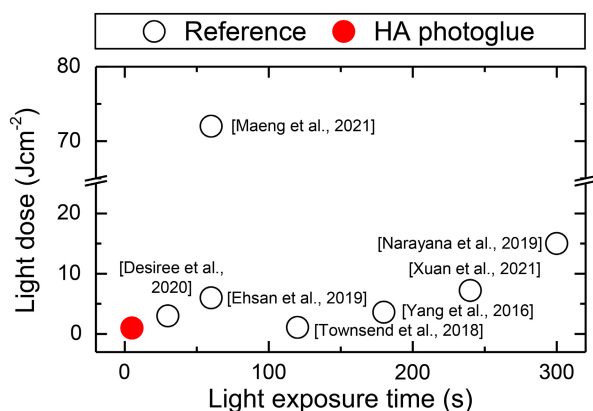 Reference
HA photoglue
Light dose (Jcm-2)
80
70
20
10
0
[Maeng et al., 2021]
[Narayana et al., 2019]
[Xuan et al., 2021]
[Desiree et al.,
2020]
[Ehsan et al., 2019]
[Yang et al., 2016]
[Townsend et al., 2018]
0
100
200
300
Light exposure time (s)